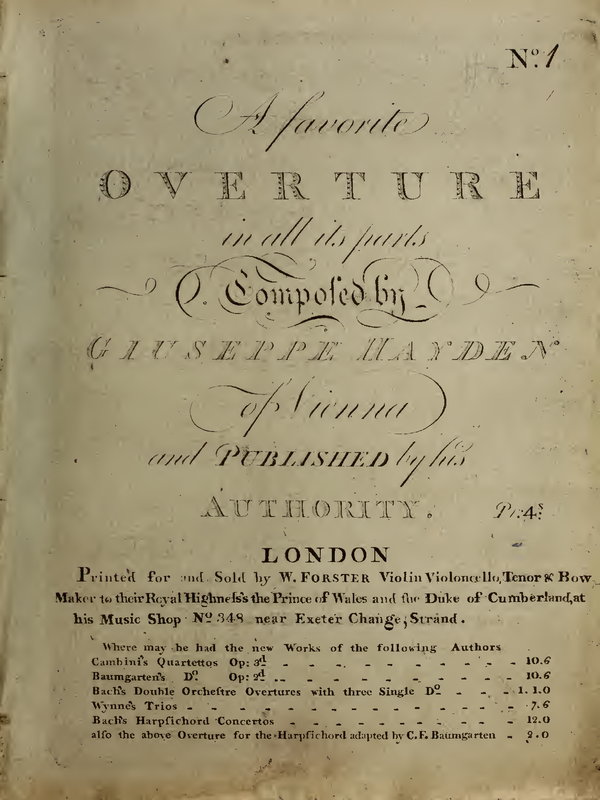 No. 1
A favorite
OVERTURE
in all its parts
Composed by
GIUSEPPE HAYDEN
of Vienna
and PUBLISHED by his
AUTHORITY. Pr: 4s
LONDON
Printed for and Sold by W. FORSTER Violin Violoncello, Tenor & Bow
Maker to their Royal Highneſs's the Prince of Wales and the Duke of Cumberland, at
his Music Shop No. 348 near Exeter Change, Strand.
Where may be had the new Works of the following Authors
Cambini's Quartettos Op: 3d - - - - - - - - - 10.6
Baumgarten's Do. Op: 2d - - - - - - - - - 10.6
Bach's Double Orcheſtre Overtures with three Single Do. - - - 1.1.0
Wynne's Trios - - - - - - - - - - - - 7.6
Bach's Harpſichord Concertos - - - - - - - - - 12.0
alſo the above Overture for the Harpſichord adapted by C. F. Baumgarten - 2.0